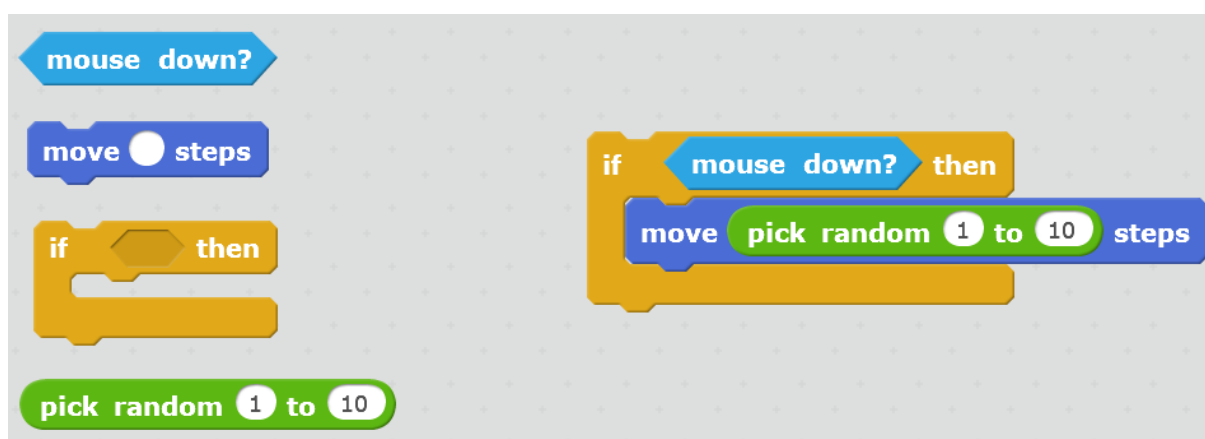 mouse down?
move steps
if then
pick random 1 to 10
if mouse down? then
move pick random 1 to 10 steps